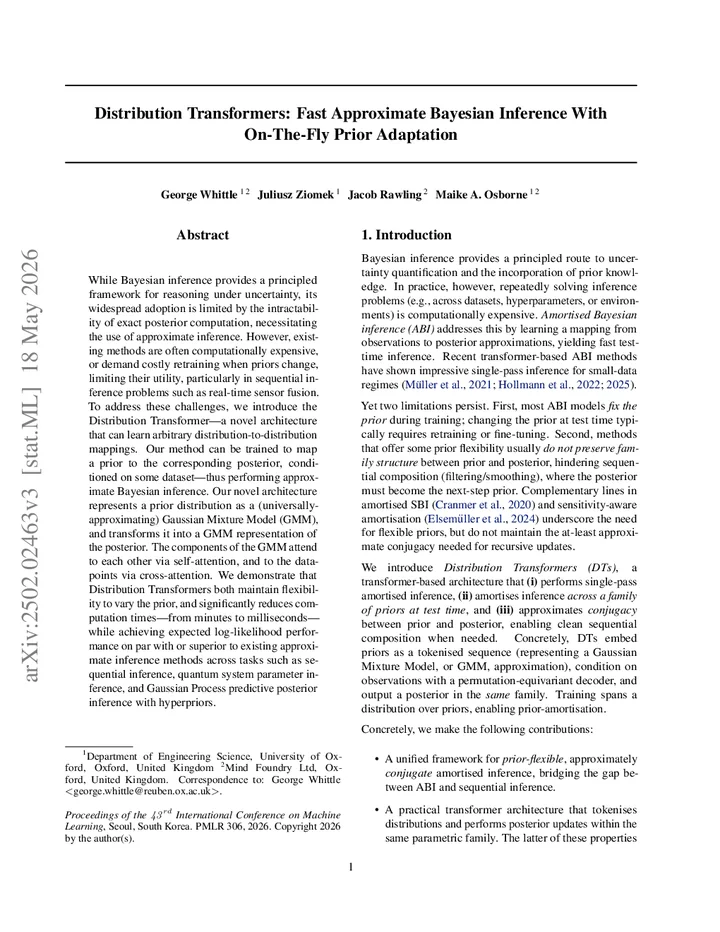 Distribution Transformers: Fast Approximate Bayesian Inference With
On-The-Fly Prior Adaptation
George Whittle 1 2 Juliusz Ziomek 1 Jacob Rawling 2 Maike A. Osborne 1 2
Abstract
While Bayesian inference provides a principled
framework for reasoning under uncertainty, its
widespread adoption is limited by the intractabil-
ity of exact posterior computation, necessitating
the use of approximate inference. However, exist-
ing methods are often computationally expensive,
or demand costly retraining when priors change,
limiting their utility, particularly in sequential in-
ference problems such as real-time sensor fusion.
To address these challenges, we introduce the
Distribution Transformer—a novel architecture
that can learn arbitrary distribution-to-distribution
mappings. Our method can be trained to map
a prior to the corresponding posterior, condi-
tioned on some dataset—thus performing approx-
imate Bayesian inference. Our novel architecture
represents a prior distribution as a (universally-
approximating) Gaussian Mixture Model (GMM),
and transforms it into a GMM representation of
the posterior. The components of the GMM attend
to each other via self-attention, and to the data-
points via cross-attention. We demonstrate that
Distribution Transformers both maintain flexibil-
ity to vary the prior, and significantly reduces com-
putation times—from minutes to milliseconds—
while achieving expected log-likelihood perfor-
mance on par with or superior to existing approx-
imate inference methods across tasks such as se-
quential inference, quantum system parameter in-
ference, and Gaussian Process predictive posterior
inference with hyperpriors.
1Department of Engineering Science, University of Ox-
ford, Oxford, United Kingdom 2Mind Foundry Ltd, Ox-
ford, United Kingdom. Correspondence to: George Whittle
<george.whittle@reuben.ox.ac.uk>.
Proceedings of the 43rd International Conference on Machine
Learning, Seoul, South Korea. PMLR 306, 2026. Copyright 2026
by the author(s).
1. Introduction
Bayesian inference provides a principled route to uncer-
tainty quantification and the incorporation of prior knowl-
edge. In practice, however, repeatedly solving inference
problems (e.g., across datasets, hyperparameters, or environ-
ments) is computationally expensive. Amortised Bayesian
inference (ABI) addresses this by learning a mapping from
observations to posterior approximations, yielding fast test-
time inference. Recent transformer-based ABI methods
have shown impressive single-pass inference for small-data
regimes (Müller et al., 2021; Hollmann et al., 2022; 2025).
Yet two limitations persist. First, most ABI models fix the
prior during training; changing the prior at test time typi-
cally requires retraining or fine-tuning. Second, methods
that offer some prior flexibility usually do not preserve fam-
ily structure between prior and posterior, hindering sequen-
tial composition (filtering/smoothing), where the posterior
must become the next-step prior. Complementary lines in
amortised SBI (Cranmer et al., 2020) and sensitivity-aware
amortisation (Elsemüller et al., 2024) underscore the need
for flexible priors, but do not maintain the at-least approxi-
mate conjugacy needed for recursive updates.
We introduce Distribution Transformers (DTs), a
transformer-based architecture that (i) performs single-pass
amortised inference, (ii) amortises inference across a family
of priors at test time, and (iii) approximates conjugacy
between prior and posterior, enabling clean sequential
composition when needed. Concretely, DTs embed
priors as a tokenised sequence (representing a Gaussian
Mixture Model, or GMM, approximation), condition on
observations with a permutation-equivariant decoder, and
output a posterior in the same family. Training spans a
distribution over priors, enabling prior-amortisation.
Concretely, we make the following contributions:
• A unified framework for prior-flexible, approximately
conjugate amortised inference, bridging the gap be-
tween ABI and sequential inference.
• A practical transformer architecture that tokenises
distributions and performs posterior updates within the
same parametric family. The latter of these properties
1
arXiv:2502.02463v3 [stat.ML] 18 May 2026